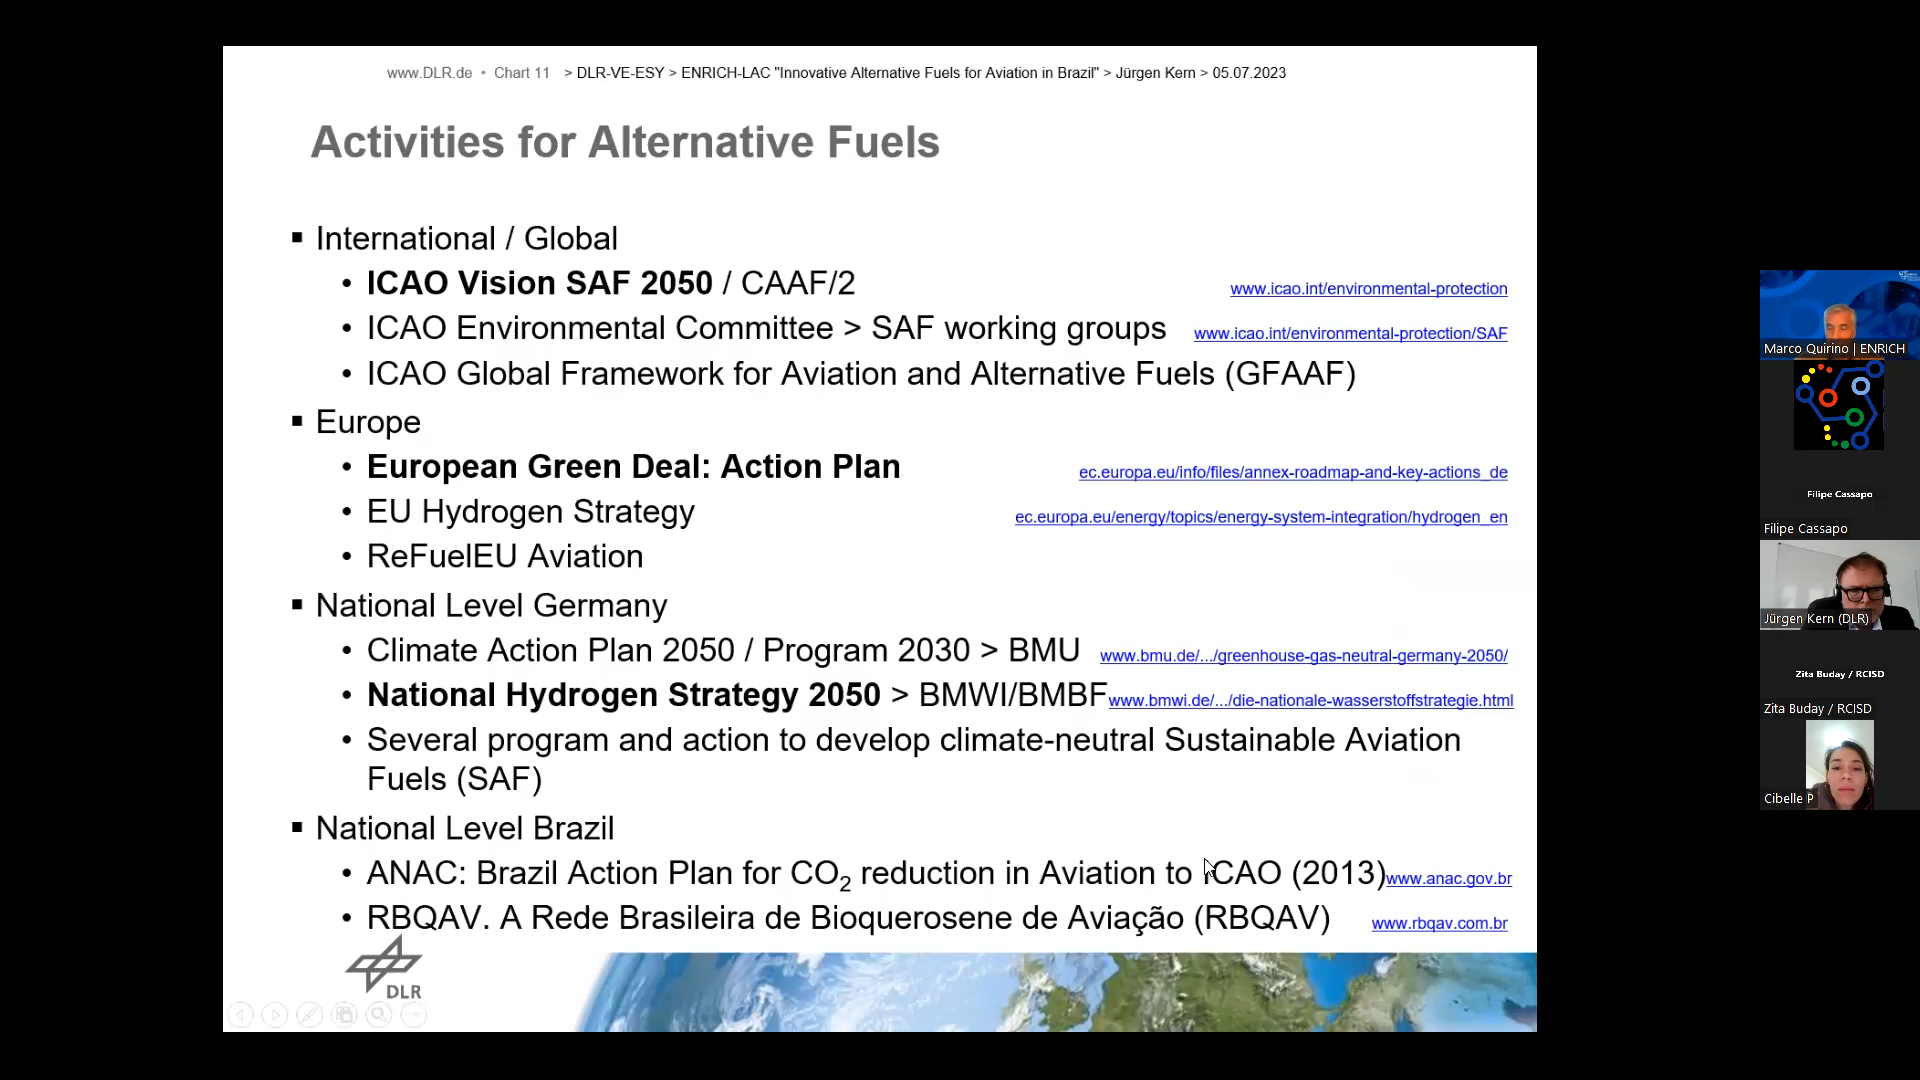 www.DLR.de • Chart 11 > DLR-VE-ESY > ENRICH-LAC "Innovative Alternative Fuels for Aviation in Brazil" > Jürgen Kern > 05.07.2023
Activities for Alternative Fuels
▪ International / Global
• ICAO Vision SAF 2050 / CAAF/2 www.icao.int/environmental-protection
• ICAO Environmental Committee > SAF working groups www.icao.int/environmental-protection/SAF
• ICAO Global Framework for Aviation and Alternative Fuels (GFAAF)
▪ Europe
• European Green Deal: Action Plan ec.europa.eu/info/files/annex-roadmap-and-key-actions_de
• EU Hydrogen Strategy ec.europa.eu/energy/topics/energy-system-integration/hydrogen_en
• ReFuelEU Aviation
▪ National Level Germany
• Climate Action Plan 2050 / Program 2030 > BMU www.bmu.de/.../greenhouse-gas-neutral-germany-2050/
• National Hydrogen Strategy 2050 > BMWI/BMBF www.bmwi.de/.../die-nationale-wasserstoffstrategie.html
• Several program and action to develop climate-neutral Sustainable Aviation
Fuels (SAF)
▪ National Level Brazil
• ANAC: Brazil Action Plan for CO₂ reduction in Aviation to ICAO (2013) www.anac.gov.br
• RBQAV. A Rede Brasileira de Bioquerosene de Aviação (RBQAV) www.rbqav.com.br
DLR
Marco Quirino | ENRICH
Filipe Cassapo
Filipe Cassapo
Jürgen Kern (DLR)
Zita Buday / RCISD
Zita Buday / RCISD
Cibelle P